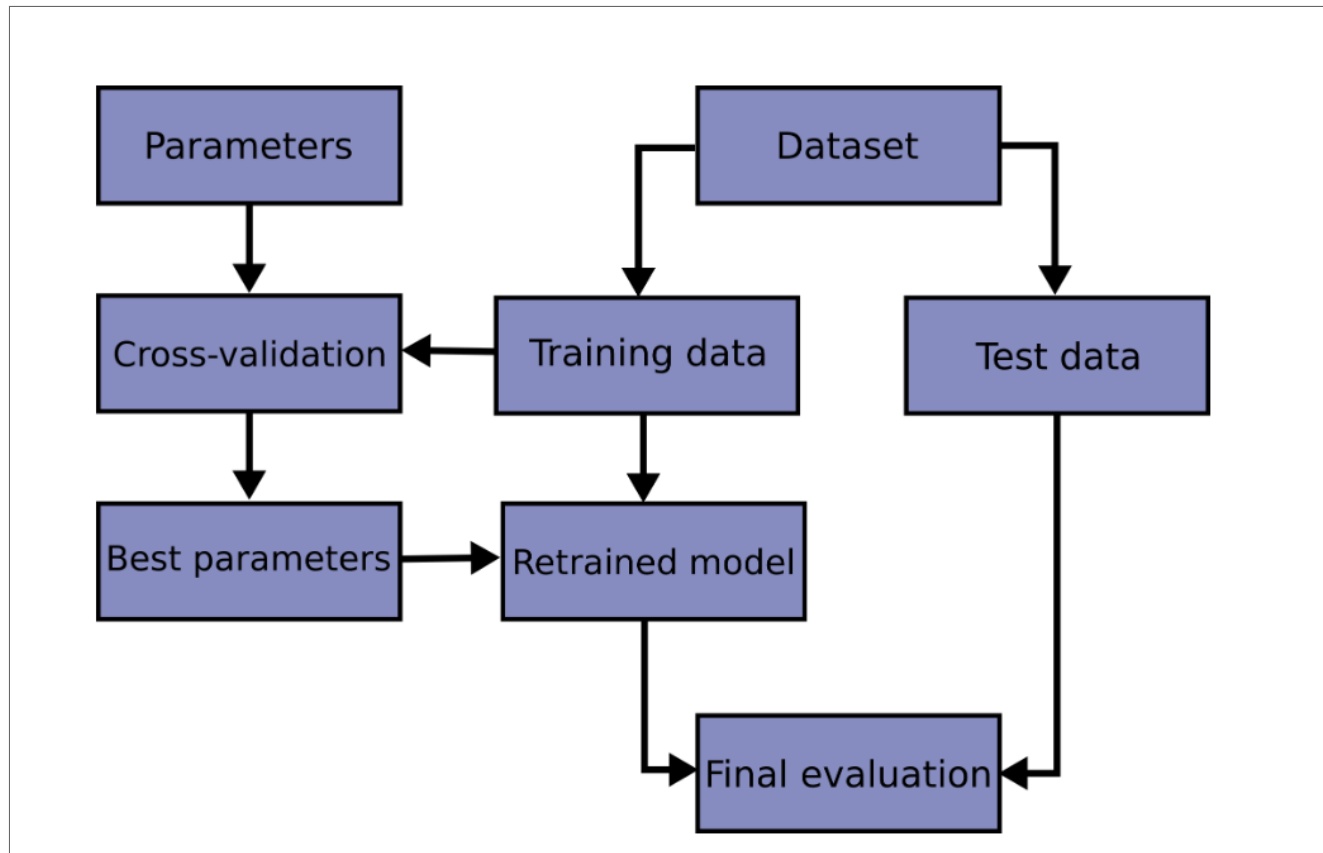 Parameters
Dataset
Cross-validation
Training data
Test data
Best parameters
Retrained model
Final evaluation